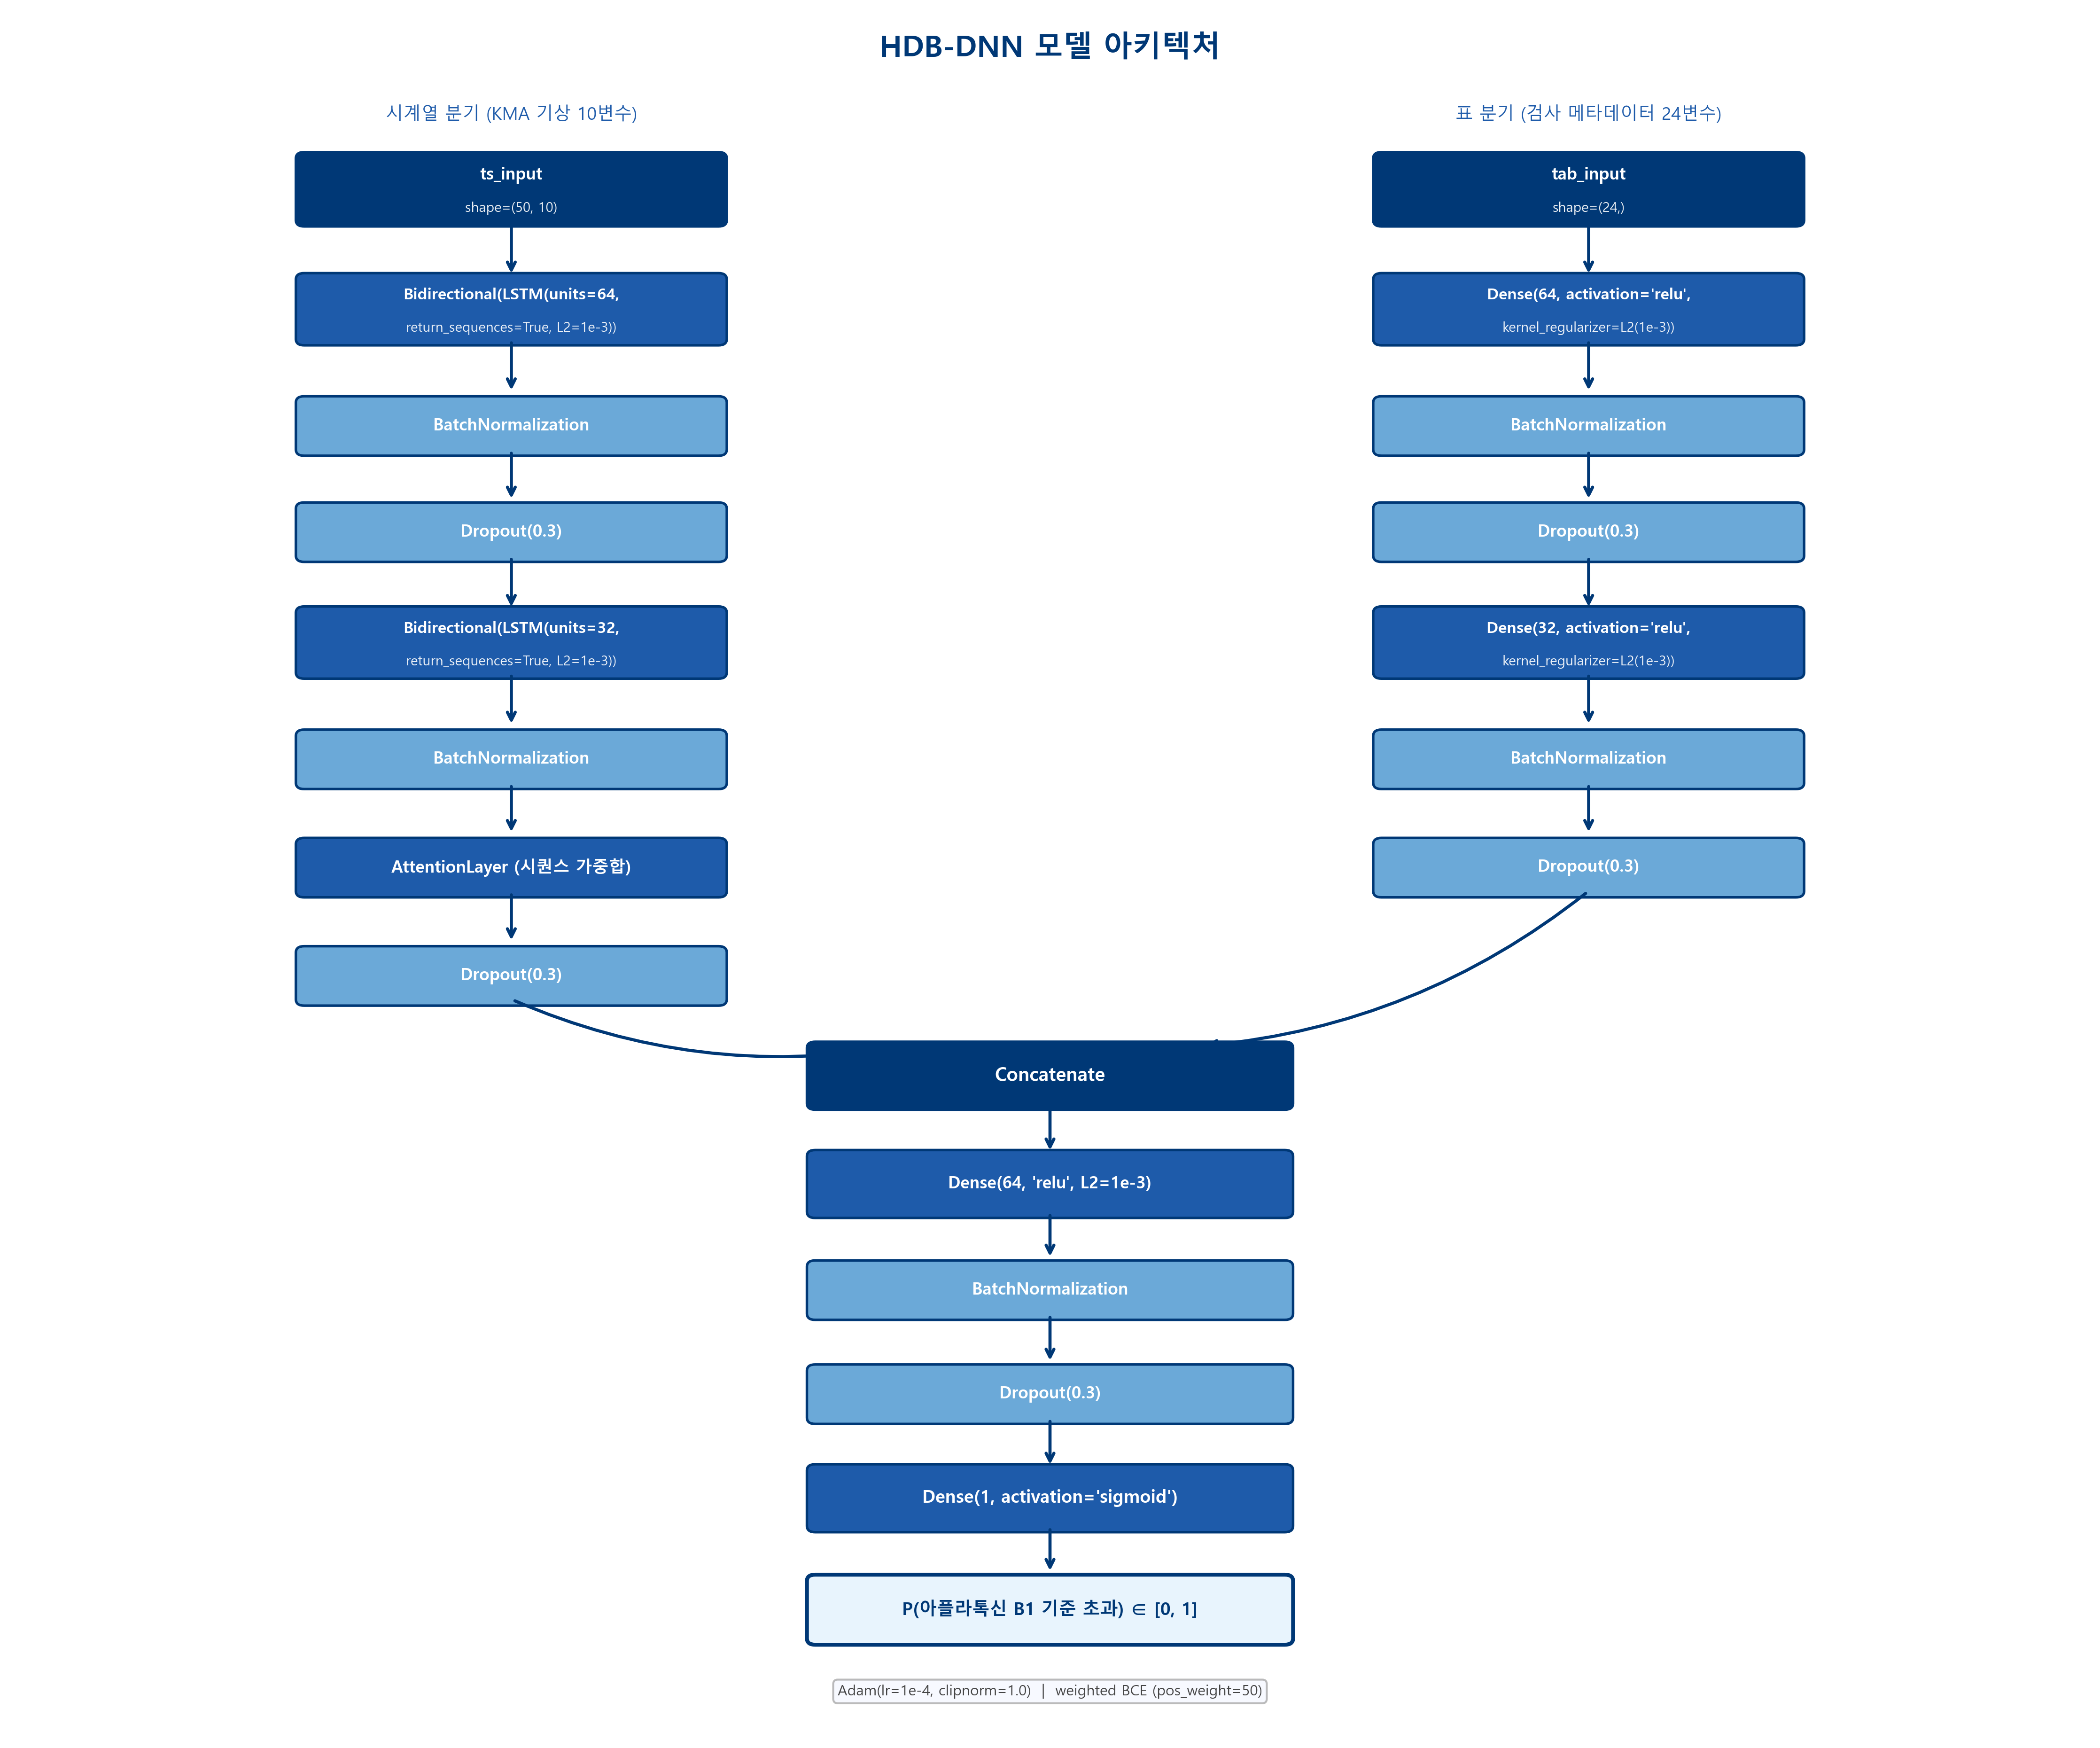 HDB-DNN 모델 아키텍처
시계열 분기 (KMA 기상 10변수)
ts_input
shape=(50, 10)
Bidirectional(LSTM(units=64,
return_sequences=True, L2=1e-3))
BatchNormalization
Dropout(0.3)
Bidirectional(LSTM(units=32,
return_sequences=True, L2=1e-3))
BatchNormalization
AttentionLayer (시퀀스 가중합)
Dropout(0.3)
표 분기 (검사 메타데이터 24변수)
tab_input
shape=(24,)
Dense(64, activation='relu',
kernel_regularizer=L2(1e-3))
BatchNormalization
Dropout(0.3)
Dense(32, activation='relu',
kernel_regularizer=L2(1e-3))
BatchNormalization
Dropout(0.3)
Concatenate
Dense(64, 'relu', L2=1e-3)
BatchNormalization
Dropout(0.3)
Dense(1, activation='sigmoid')
P(아플라톡신 B1 기준 초과) ∈ [0, 1]
Adam(lr=1e-4, clipnorm=1.0) | weighted BCE (pos_weight=50)